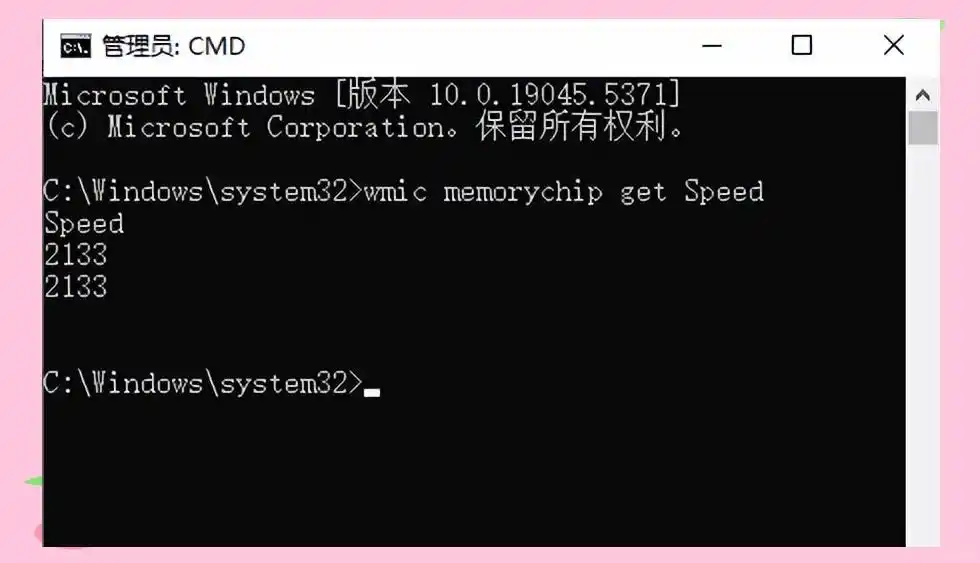 管理员: CMD
Microsoft Windows [版本 10.0.19045.5371]
(c) Microsoft Corporation。保留所有权利。
C:\Windows\system32>wmic memorychip get Speed
Speed
2133
2133
C:\Windows\system32>